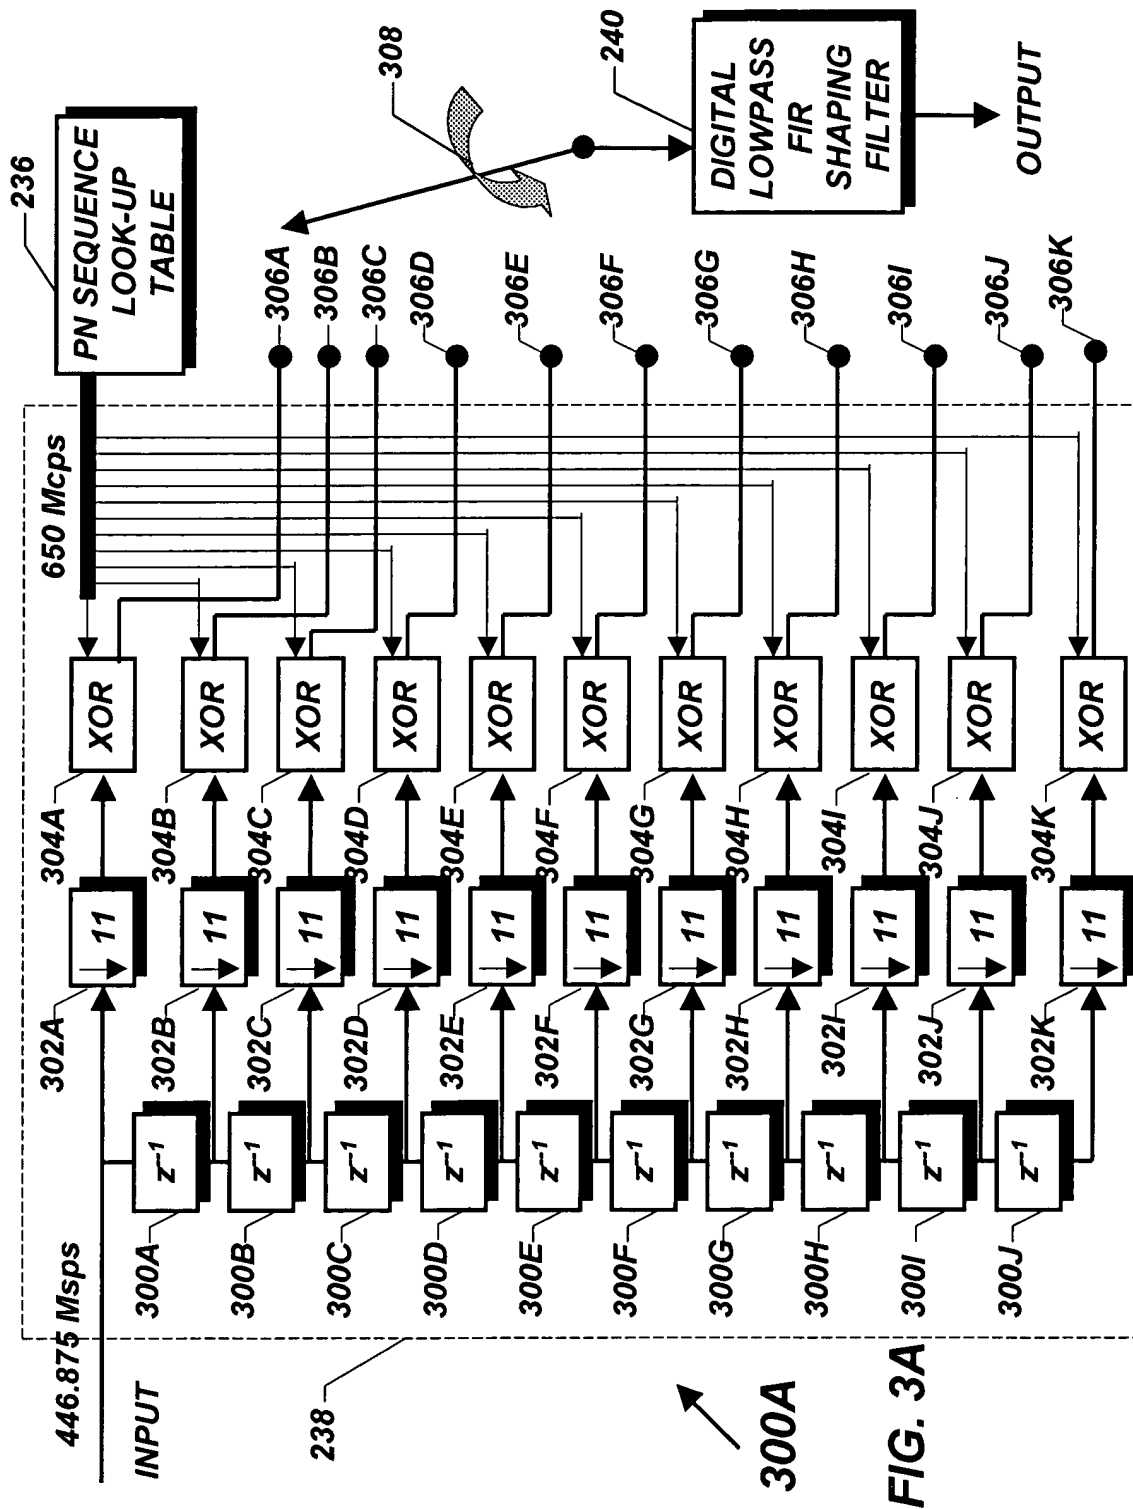 446.875 Msps
INPUT
238
650 Mcps
236
PN SEQUENCE
LOOK-UP
TABLE
308
240
DIGITAL
LOWPASS
FIR
SHAPING
FILTER
OUTPUT
302A
11
304A
XOR
306A
300A
z⁻¹
302B
11
304B
XOR
306B
300B
z⁻¹
302C
11
304C
XOR
306C
300C
z⁻¹
302D
11
304D
XOR
306D
300D
z⁻¹
302E
11
304E
XOR
306E
300E
z⁻¹
302F
11
304F
XOR
306F
300F
z⁻¹
302G
11
304G
XOR
306G
300G
z⁻¹
302H
11
304H
XOR
306H
300H
z⁻¹
302I
11
304I
XOR
306I
300I
z⁻¹
302J
11
304J
XOR
306J
300J
z⁻¹
302K
11
304K
XOR
306K
300A
FIG. 3A